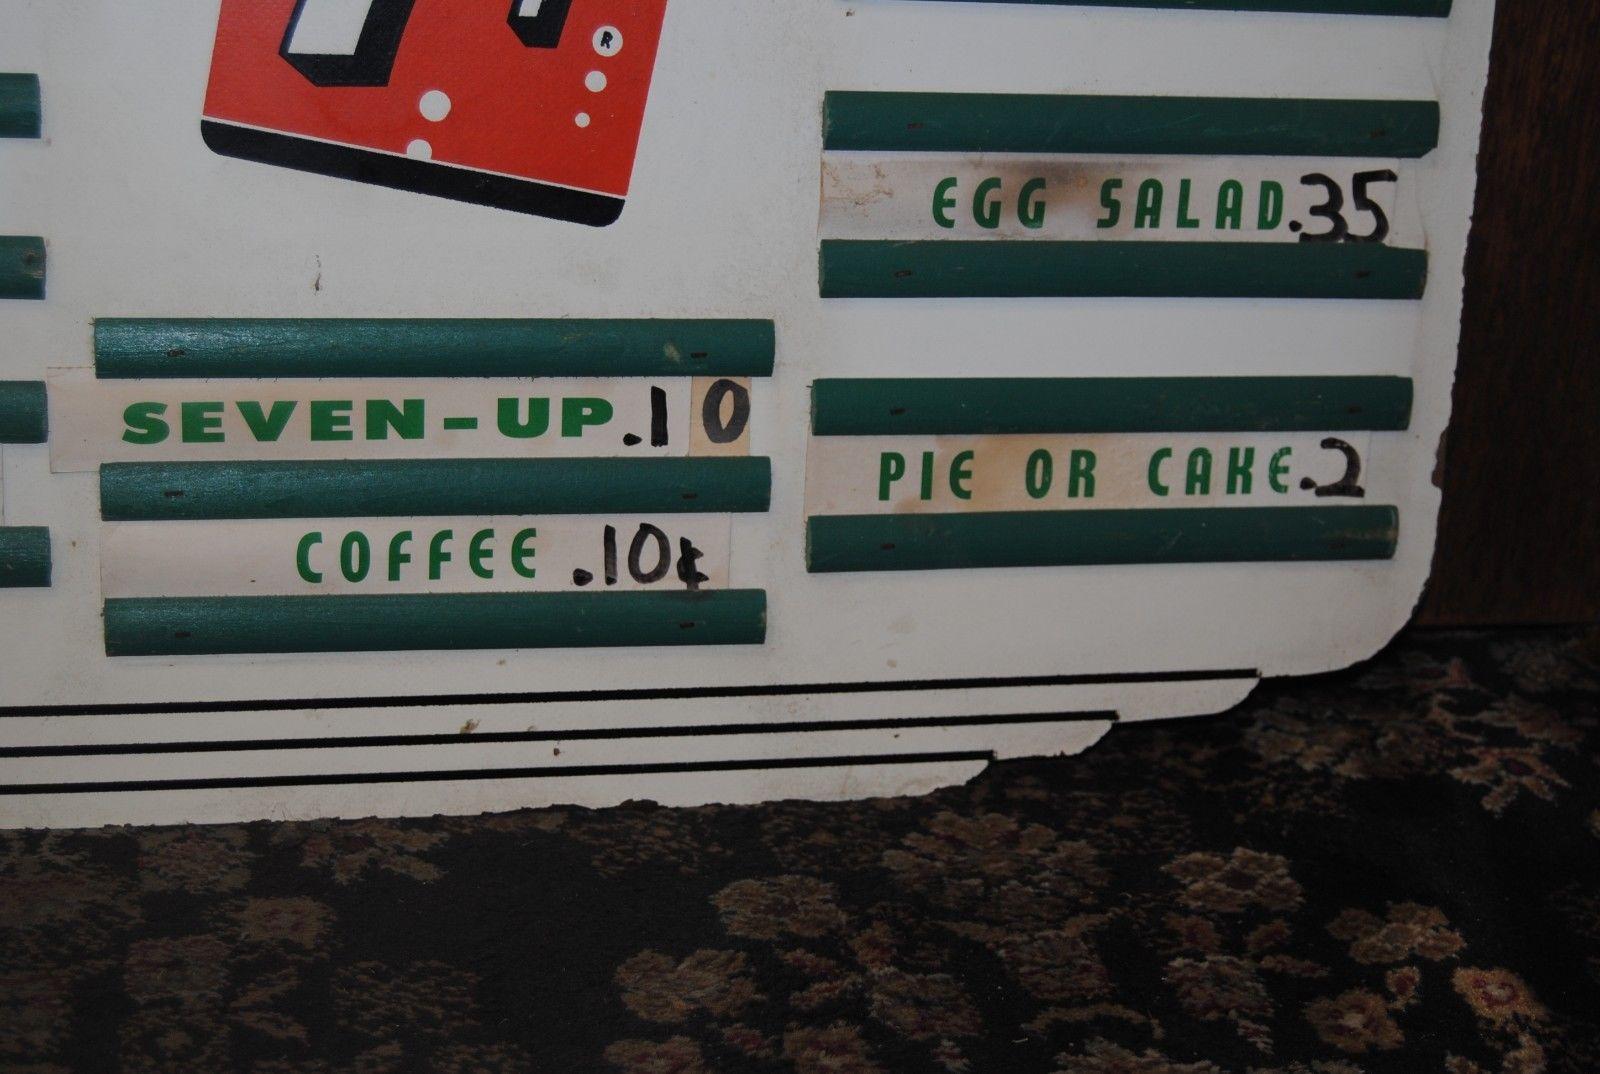 ®
SEVEN-UP .10
COFFEE .10¢
EGG SALAD .35
PIE OR CAKE .2